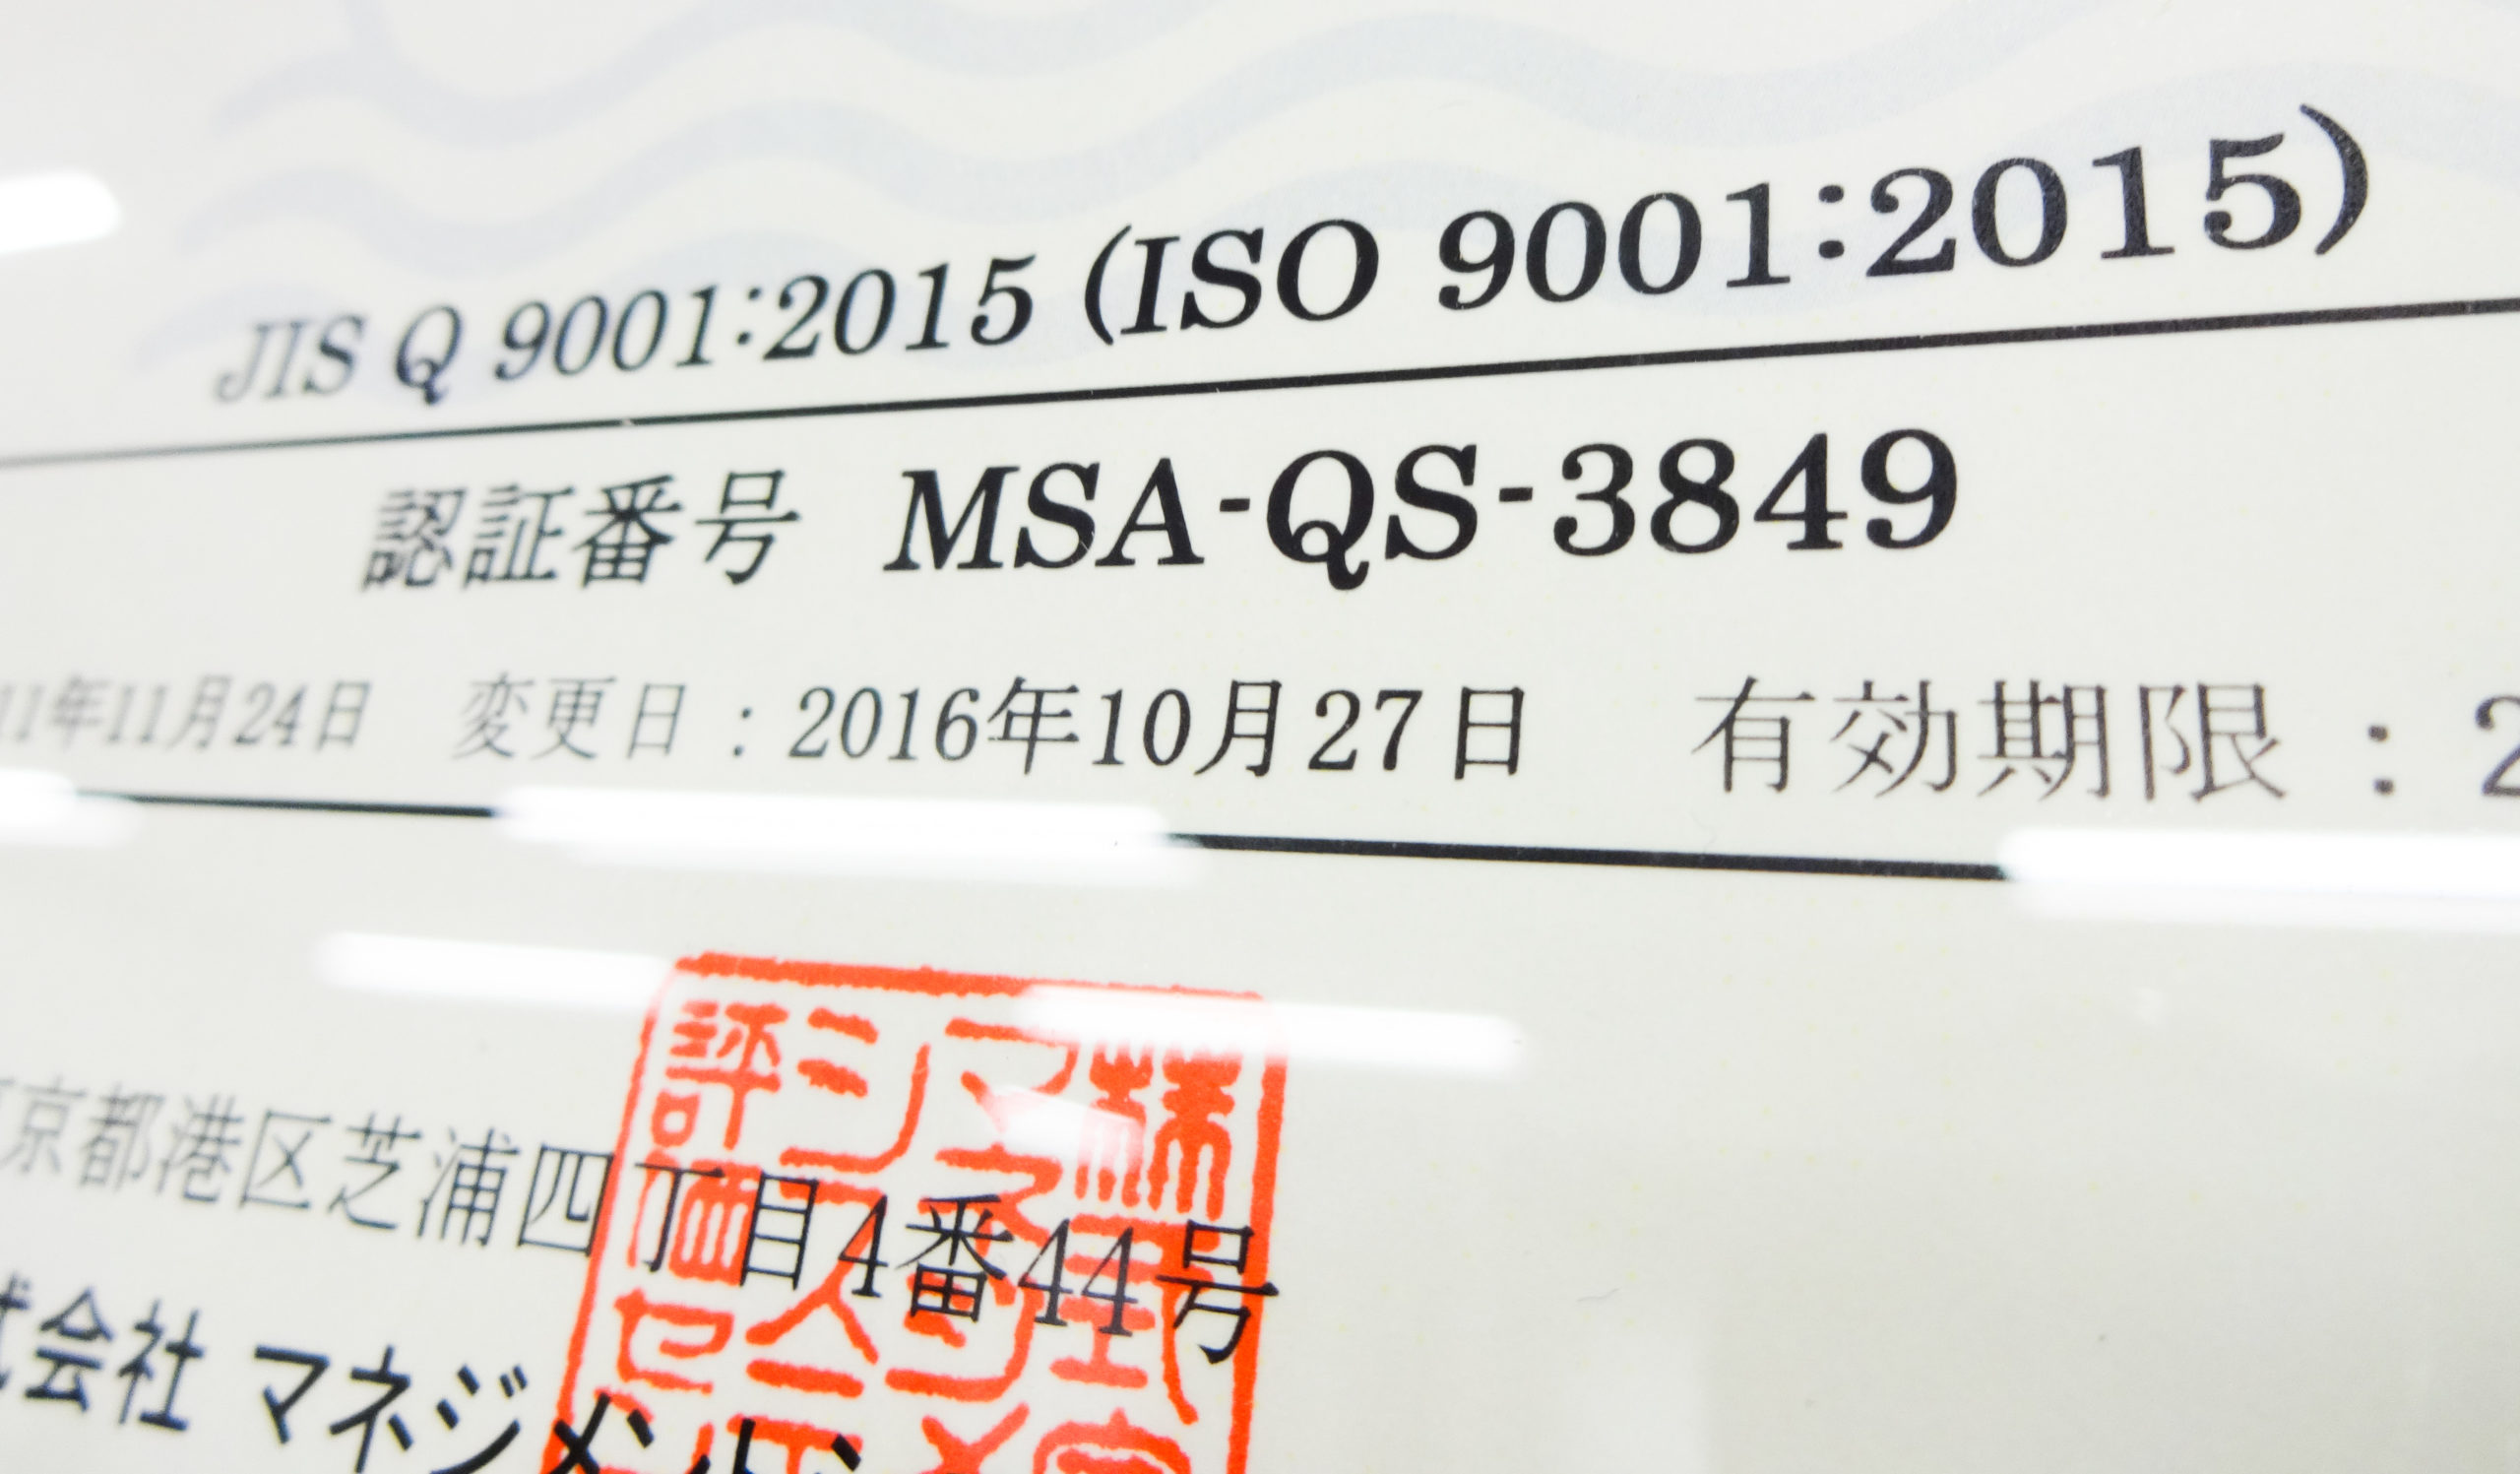 JIS Q 9001:2015 (ISO 9001:2015)
認証番号 MSA-QS-3849
11年11月24日 変更日：2016年10月27日 有効期限：2
京都港区芝浦四丁目4番44号
会社 マネジメント